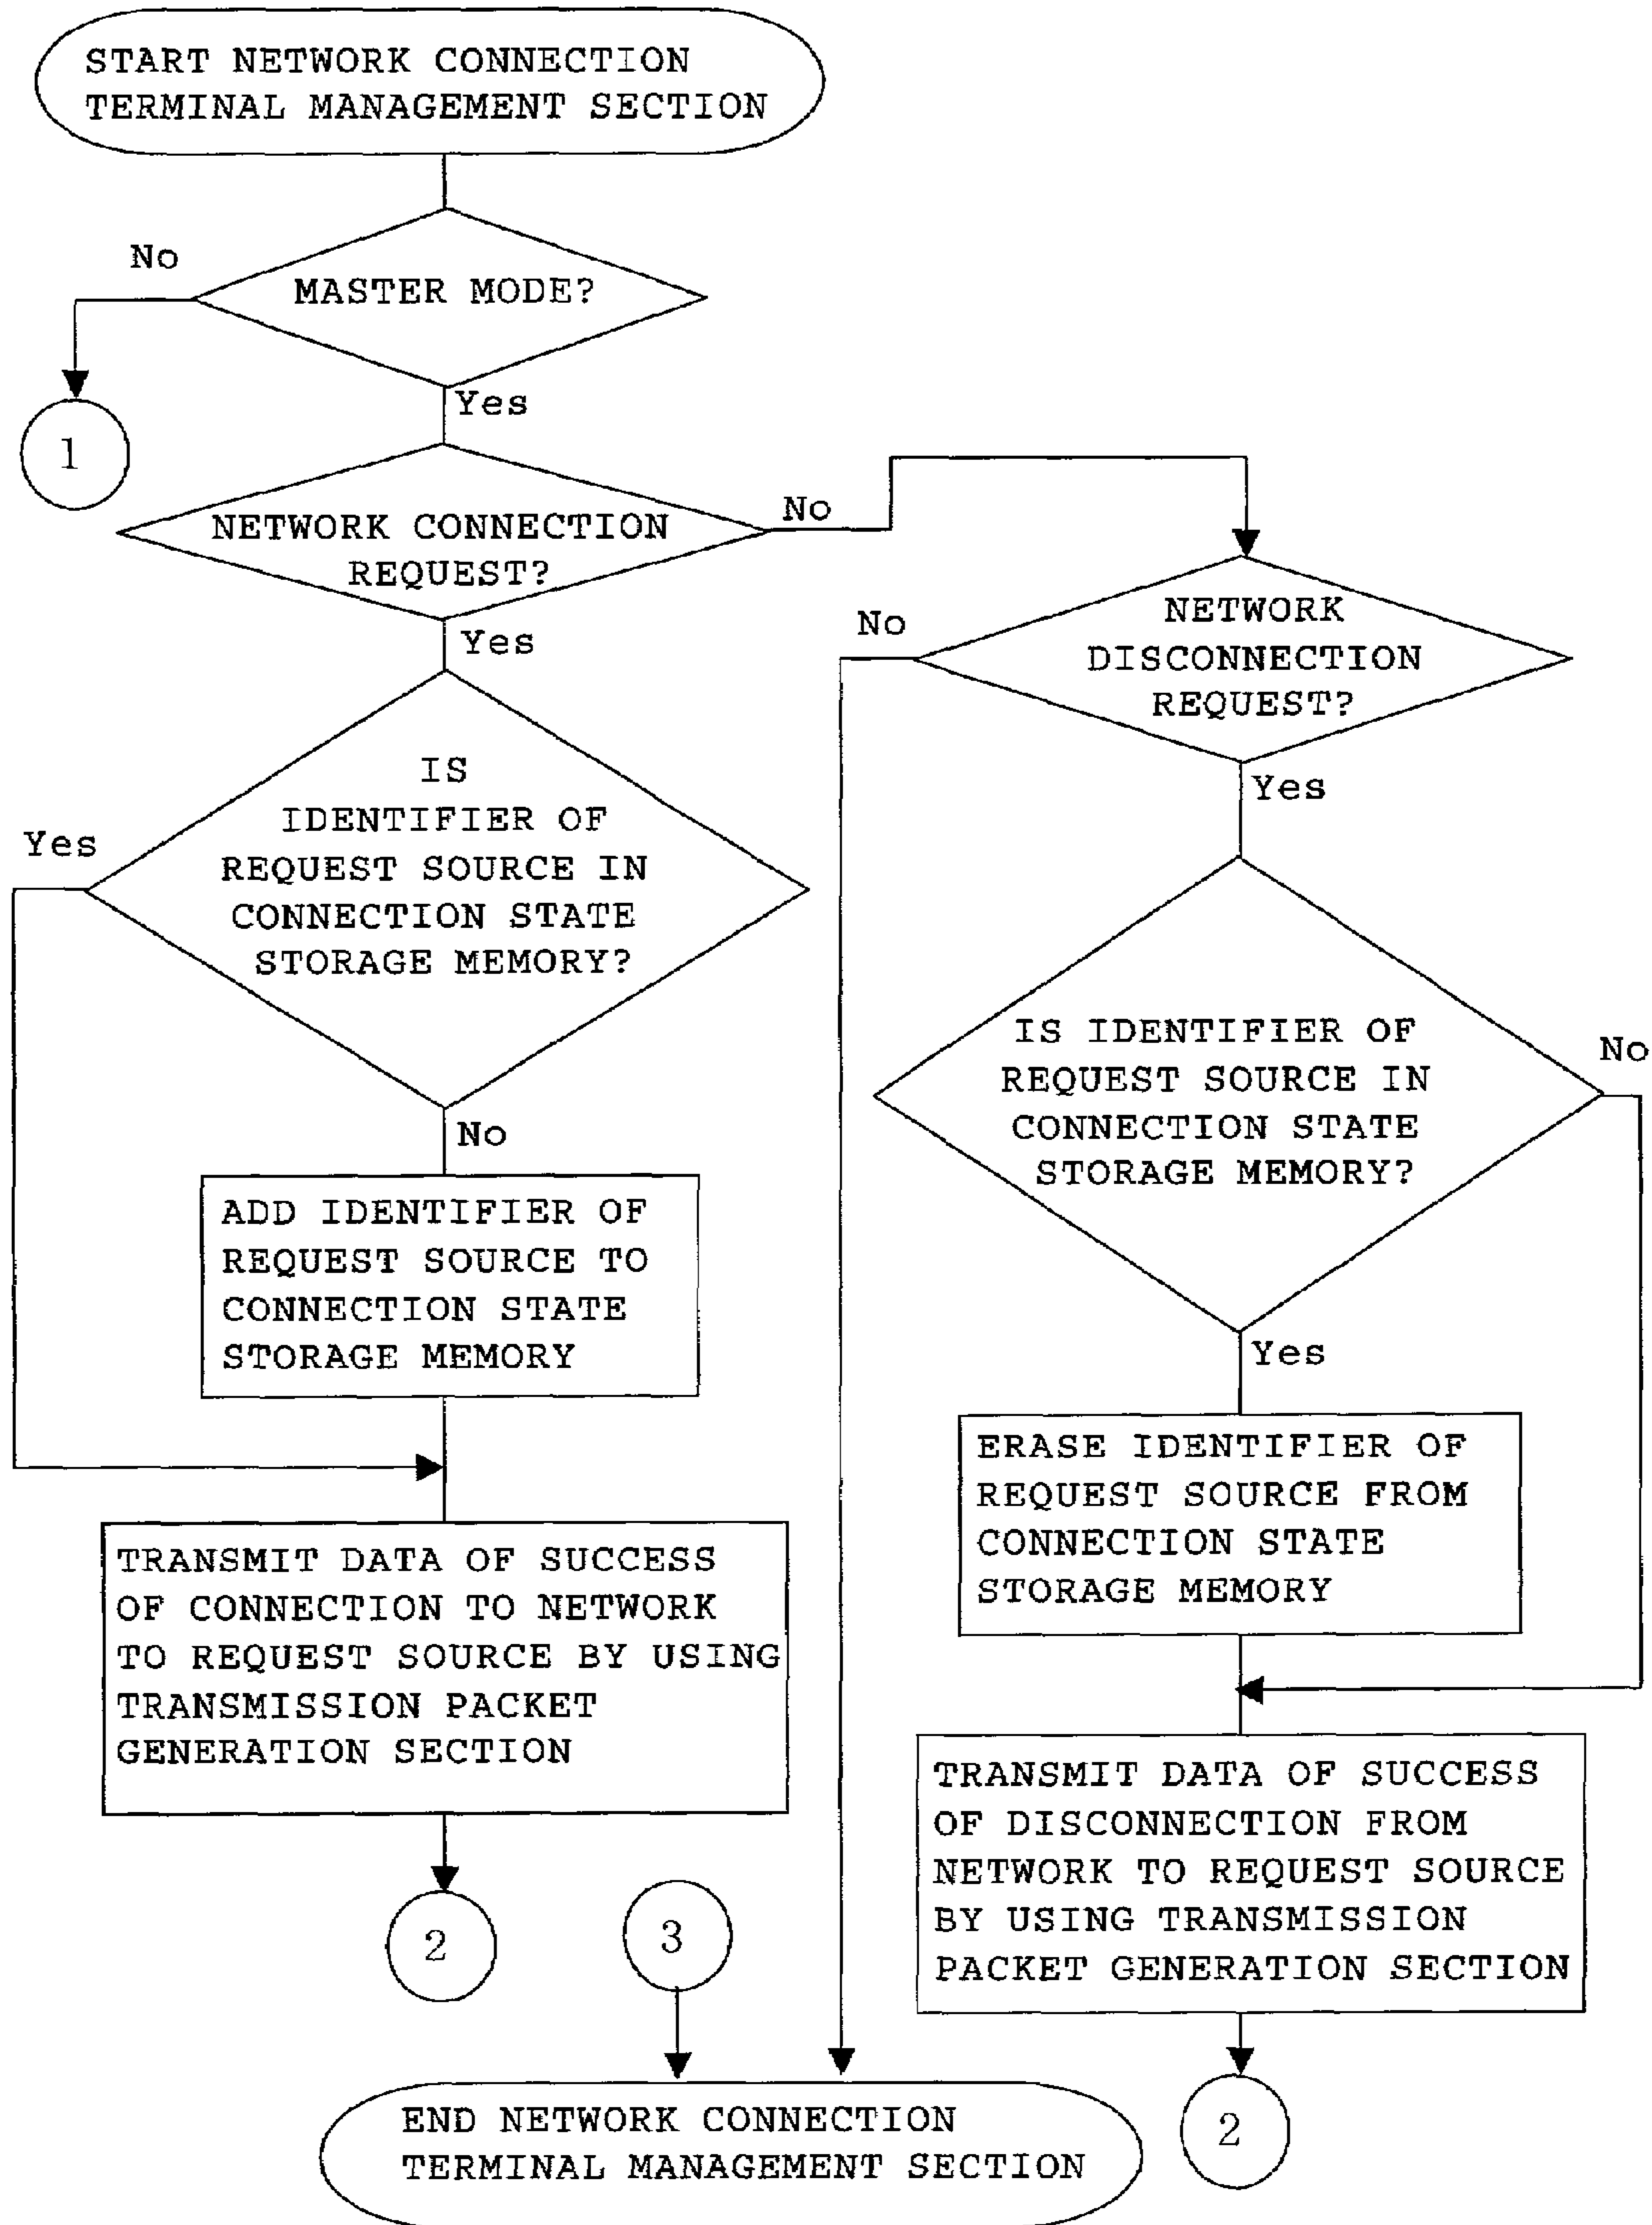 START NETWORK CONNECTION
TERMINAL MANAGEMENT SECTION
No
MASTER MODE?
Yes
1
NETWORK CONNECTION
REQUEST?
No
Yes
No
NETWORK
DISCONNECTION
REQUEST?
Yes
IS
IDENTIFIER OF
REQUEST SOURCE IN
CONNECTION STATE
STORAGE MEMORY?
Yes
No
IS IDENTIFIER OF
REQUEST SOURCE IN
CONNECTION STATE
STORAGE MEMORY?
No
Yes
ADD IDENTIFIER OF
REQUEST SOURCE TO
CONNECTION STATE
STORAGE MEMORY
ERASE IDENTIFIER OF
REQUEST SOURCE FROM
CONNECTION STATE
STORAGE MEMORY
TRANSMIT DATA OF SUCCESS
OF CONNECTION TO NETWORK
TO REQUEST SOURCE BY USING
TRANSMISSION PACKET
GENERATION SECTION
TRANSMIT DATA OF SUCCESS
OF DISCONNECTION FROM
NETWORK TO REQUEST SOURCE
BY USING TRANSMISSION
PACKET GENERATION SECTION
2
3
END NETWORK CONNECTION
TERMINAL MANAGEMENT SECTION
2